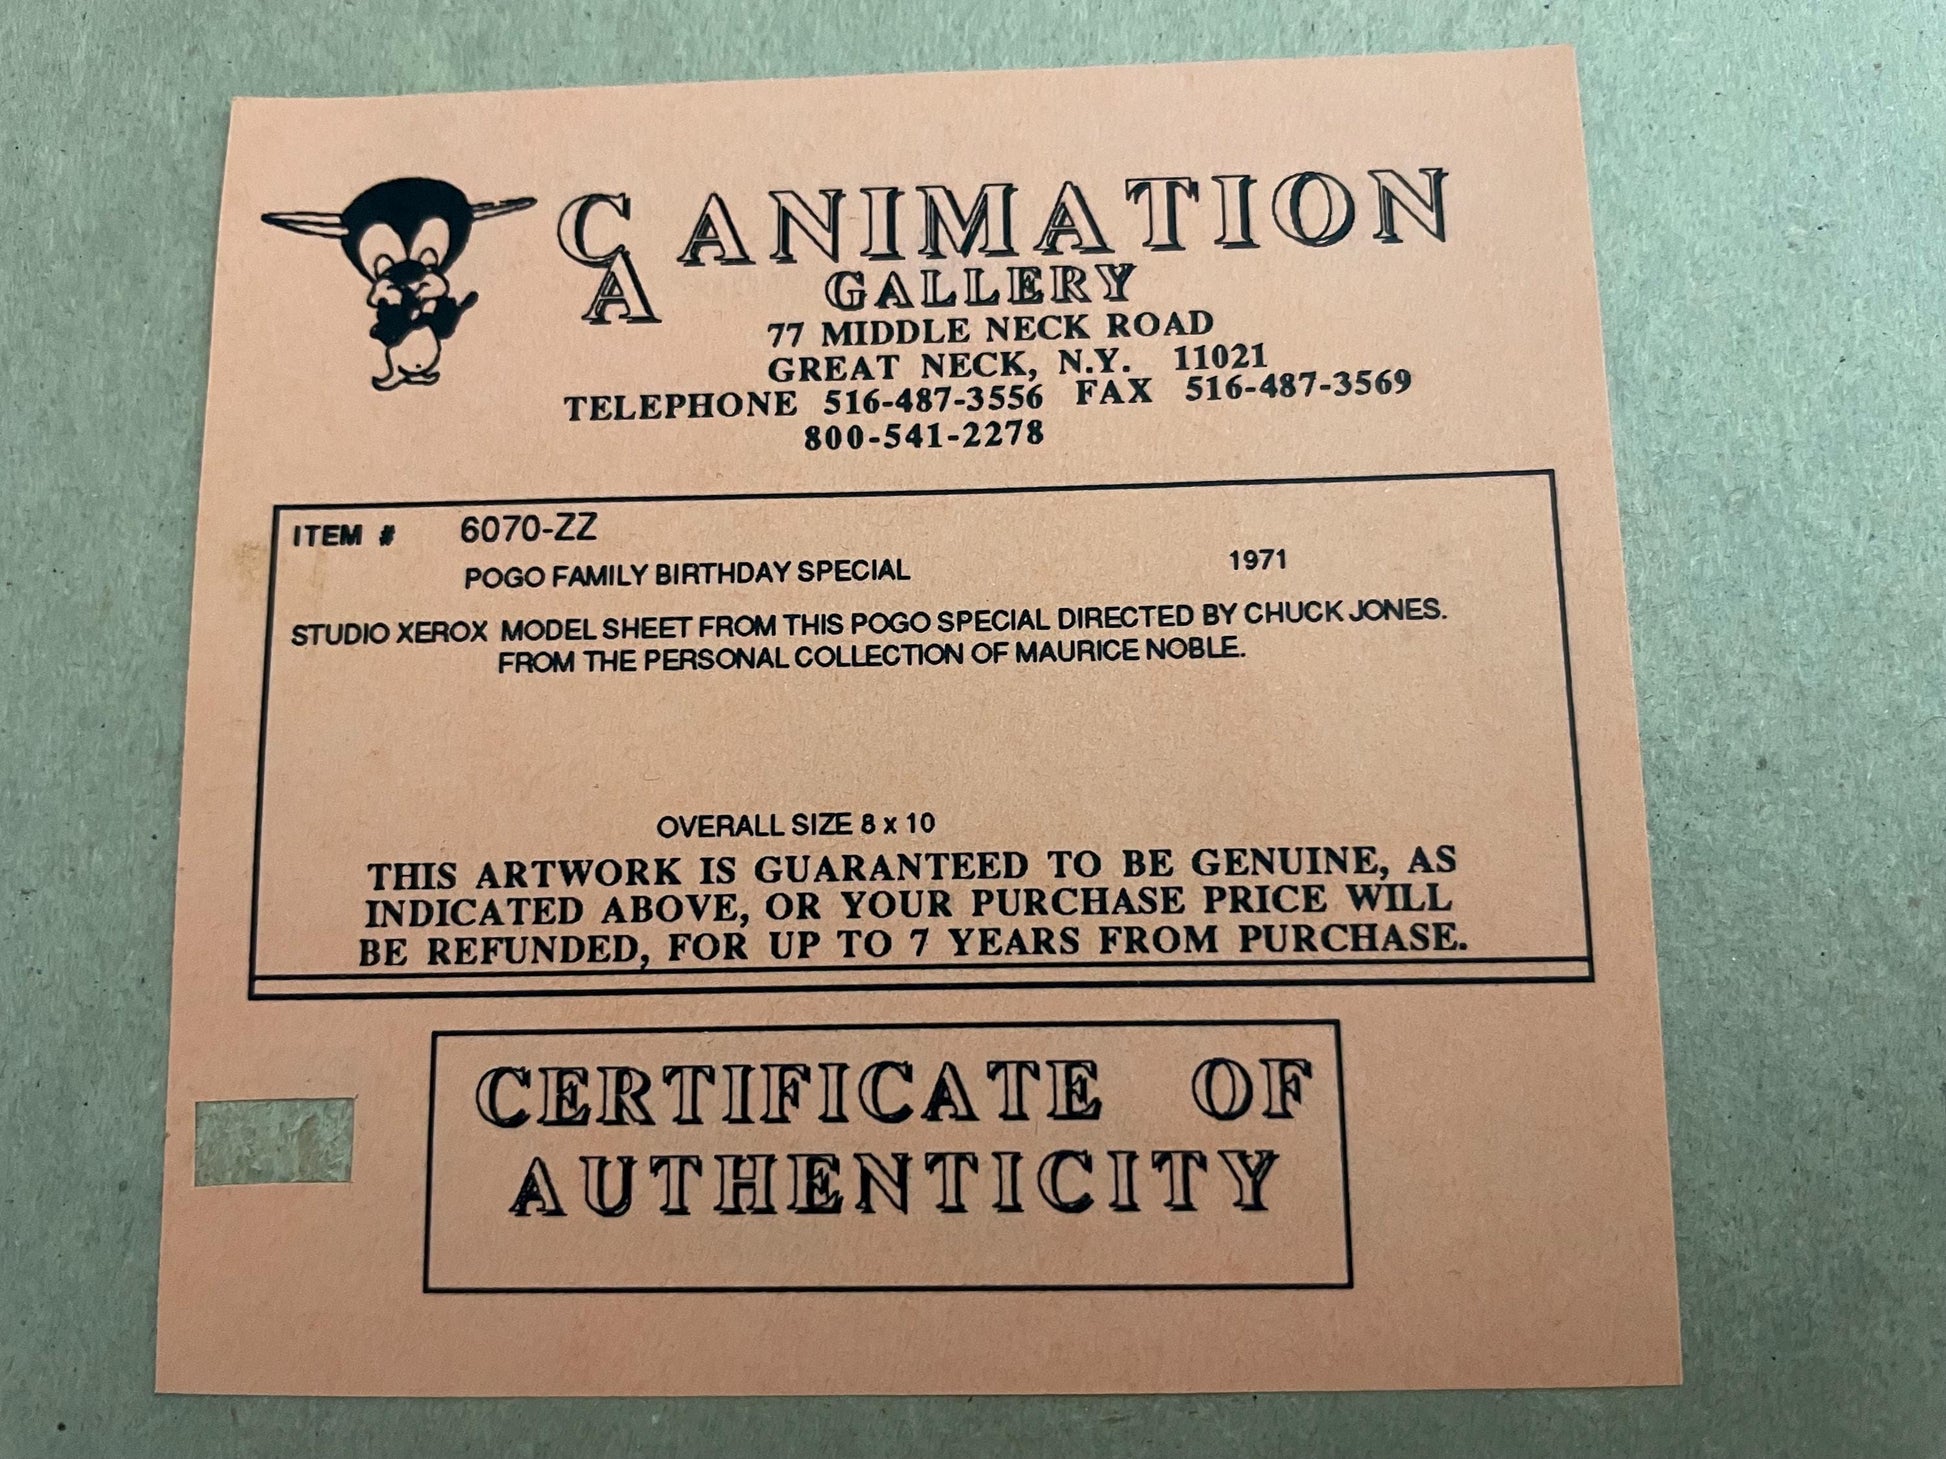 CA ANIMATION
GALLERY
77 MIDDLE NECK ROAD
GREAT NECK, N.Y. 11021
TELEPHONE 516-487-3556 FAX 516-487-3569
800-541-2278
ITEM # 6070-ZZ
POGO FAMILY BIRTHDAY SPECIAL 1971
STUDIO XEROX MODEL SHEET FROM THIS POGO SPECIAL DIRECTED BY CHUCK JONES.
FROM THE PERSONAL COLLECTION OF MAURICE NOBLE.
OVERALL SIZE 8 x 10
THIS ARTWORK IS GUARANTEED TO BE GENUINE, AS
INDICATED ABOVE, OR YOUR PURCHASE PRICE WILL
BE REFUNDED, FOR UP TO 7 YEARS FROM PURCHASE.
CERTIFICATE OF
AUTHENTICITY